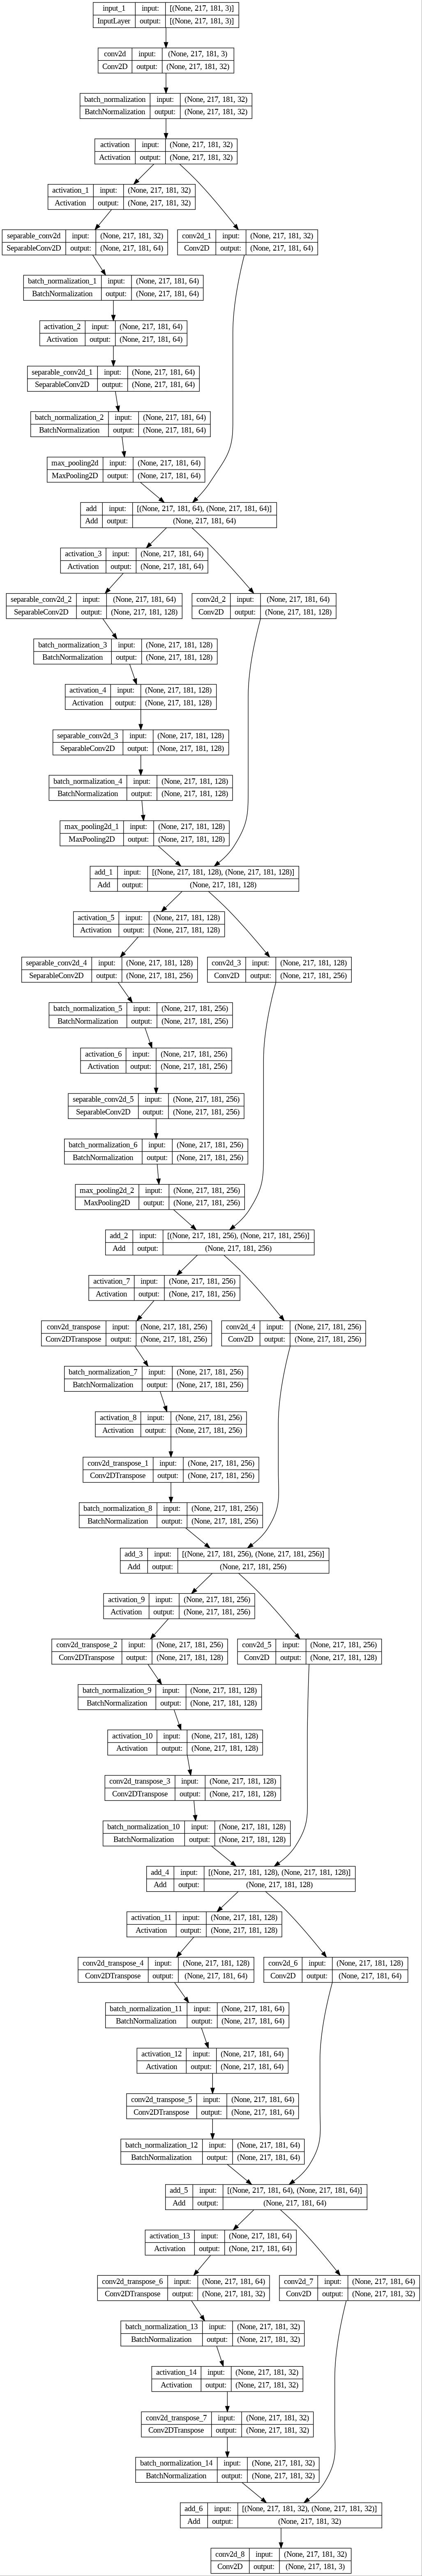 input_1 input: [(None, 217, 181, 3)]
InputLayer output: [(None, 217, 181, 3)]
conv2d input: (None, 217, 181, 3)
Conv2D output: (None, 217, 181, 32)
batch_normalization input: (None, 217, 181, 32)
BatchNormalization output: (None, 217, 181, 32)
activation input: (None, 217, 181, 32)
Activation output: (None, 217, 181, 32)
activation_1 input: (None, 217, 181, 32)
Activation output: (None, 217, 181, 32)
separable_conv2d input: (None, 217, 181, 32)
SeparableConv2D output: (None, 217, 181, 64)
conv2d_1 input: (None, 217, 181, 32)
Conv2D output: (None, 217, 181, 64)
batch_normalization_1 input: (None, 217, 181, 64)
BatchNormalization output: (None, 217, 181, 64)
activation_2 input: (None, 217, 181, 64)
Activation output: (None, 217, 181, 64)
separable_conv2d_1 input: (None, 217, 181, 64)
SeparableConv2D output: (None, 217, 181, 64)
batch_normalization_2 input: (None, 217, 181, 64)
BatchNormalization output: (None, 217, 181, 64)
max_pooling2d input: (None, 217, 181, 64)
MaxPooling2D output: (None, 217, 181, 64)
add input: [(None, 217, 181, 64), (None, 217, 181, 64)]
Add output: (None, 217, 181, 64)
activation_3 input: (None, 217, 181, 64)
Activation output: (None, 217, 181, 64)
separable_conv2d_2 input: (None, 217, 181, 64)
SeparableConv2D output: (None, 217, 181, 128)
conv2d_2 input: (None, 217, 181, 64)
Conv2D output: (None, 217, 181, 128)
batch_normalization_3 input: (None, 217, 181, 128)
BatchNormalization output: (None, 217, 181, 128)
activation_4 input: (None, 217, 181, 128)
Activation output: (None, 217, 181, 128)
separable_conv2d_3 input: (None, 217, 181, 128)
SeparableConv2D output: (None, 217, 181, 128)
batch_normalization_4 input: (None, 217, 181, 128)
BatchNormalization output: (None, 217, 181, 128)
max_pooling2d_1 input: (None, 217, 181, 128)
MaxPooling2D output: (None, 217, 181, 128)
add_1 input: [(None, 217, 181, 128), (None, 217, 181, 128)]
Add output: (None, 217, 181, 128)
activation_5 input: (None, 217, 181, 128)
Activation output: (None, 217, 181, 128)
separable_conv2d_4 input: (None, 217, 181, 128)
SeparableConv2D output: (None, 217, 181, 256)
conv2d_3 input: (None, 217, 181, 128)
Conv2D output: (None, 217, 181, 256)
batch_normalization_5 input: (None, 217, 181, 256)
BatchNormalization output: (None, 217, 181, 256)
activation_6 input: (None, 217, 181, 256)
Activation output: (None, 217, 181, 256)
separable_conv2d_5 input: (None, 217, 181, 256)
SeparableConv2D output: (None, 217, 181, 256)
batch_normalization_6 input: (None, 217, 181, 256)
BatchNormalization output: (None, 217, 181, 256)
max_pooling2d_2 input: (None, 217, 181, 256)
MaxPooling2D output: (None, 217, 181, 256)
add_2 input: [(None, 217, 181, 256), (None, 217, 181, 256)]
Add output: (None, 217, 181, 256)
activation_7 input: (None, 217, 181, 256)
Activation output: (None, 217, 181, 256)
conv2d_transpose input: (None, 217, 181, 256)
Conv2DTranspose output: (None, 217, 181, 256)
conv2d_4 input: (None, 217, 181, 256)
Conv2D output: (None, 217, 181, 256)
batch_normalization_7 input: (None, 217, 181, 256)
BatchNormalization output: (None, 217, 181, 256)
activation_8 input: (None, 217, 181, 256)
Activation output: (None, 217, 181, 256)
conv2d_transpose_1 input: (None, 217, 181, 256)
Conv2DTranspose output: (None, 217, 181, 256)
batch_normalization_8 input: (None, 217, 181, 256)
BatchNormalization output: (None, 217, 181, 256)
add_3 input: [(None, 217, 181, 256), (None, 217, 181, 256)]
Add output: (None, 217, 181, 256)
activation_9 input: (None, 217, 181, 256)
Activation output: (None, 217, 181, 256)
conv2d_transpose_2 input: (None, 217, 181, 256)
Conv2DTranspose output: (None, 217, 181, 128)
conv2d_5 input: (None, 217, 181, 256)
Conv2D output: (None, 217, 181, 128)
batch_normalization_9 input: (None, 217, 181, 128)
BatchNormalization output: (None, 217, 181, 128)
activation_10 input: (None, 217, 181, 128)
Activation output: (None, 217, 181, 128)
conv2d_transpose_3 input: (None, 217, 181, 128)
Conv2DTranspose output: (None, 217, 181, 128)
batch_normalization_10 input: (None, 217, 181, 128)
BatchNormalization output: (None, 217, 181, 128)
add_4 input: [(None, 217, 181, 128), (None, 217, 181, 128)]
Add output: (None, 217, 181, 128)
activation_11 input: (None, 217, 181, 128)
Activation output: (None, 217, 181, 128)
conv2d_transpose_4 input: (None, 217, 181, 128)
Conv2DTranspose output: (None, 217, 181, 64)
conv2d_6 input: (None, 217, 181, 128)
Conv2D output: (None, 217, 181, 64)
batch_normalization_11 input: (None, 217, 181, 64)
BatchNormalization output: (None, 217, 181, 64)
activation_12 input: (None, 217, 181, 64)
Activation output: (None, 217, 181, 64)
conv2d_transpose_5 input: (None, 217, 181, 64)
Conv2DTranspose output: (None, 217, 181, 64)
batch_normalization_12 input: (None, 217, 181, 64)
BatchNormalization output: (None, 217, 181, 64)
add_5 input: [(None, 217, 181, 64), (None, 217, 181, 64)]
Add output: (None, 217, 181, 64)
activation_13 input: (None, 217, 181, 64)
Activation output: (None, 217, 181, 64)
conv2d_transpose_6 input: (None, 217, 181, 64)
Conv2DTranspose output: (None, 217, 181, 32)
conv2d_7 input: (None, 217, 181, 64)
Conv2D output: (None, 217, 181, 32)
batch_normalization_13 input: (None, 217, 181, 32)
BatchNormalization output: (None, 217, 181, 32)
activation_14 input: (None, 217, 181, 32)
Activation output: (None, 217, 181, 32)
conv2d_transpose_7 input: (None, 217, 181, 32)
Conv2DTranspose output: (None, 217, 181, 32)
batch_normalization_14 input: (None, 217, 181, 32)
BatchNormalization output: (None, 217, 181, 32)
add_6 input: [(None, 217, 181, 32), (None, 217, 181, 32)]
Add output: (None, 217, 181, 32)
conv2d_8 input: (None, 217, 181, 32)
Conv2D output: (None, 217, 181, 3)